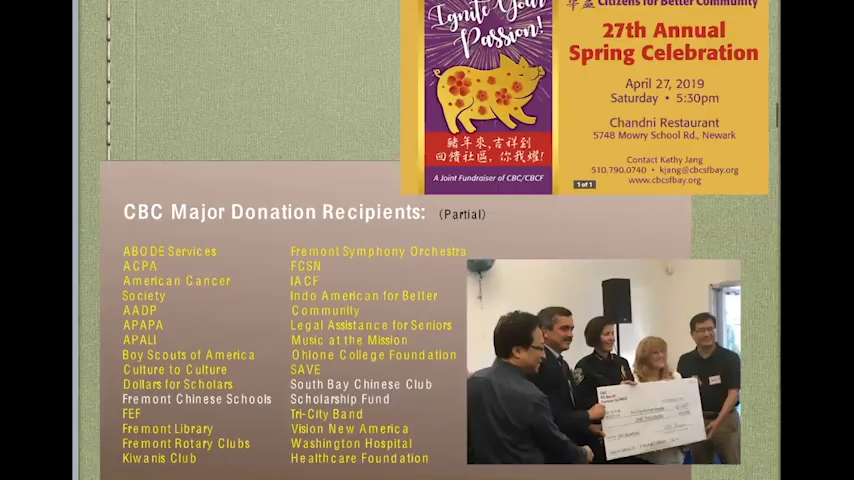 Ignite Your
Passion!
豬年來,吉祥到
回饋社區,你我燿!
A Joint Fundraiser of CBC/CBCF
Citizens for Better Community
27th Annual
Spring Celebration
April 27, 2019
Saturday • 5:30pm
Chandni Restaurant
5748 Mowry School Rd., Newark
Contact Kathy Jang
510.790.0740 • kjang@cbcsfbay.org
www.cbcsfbay.org
1 of 1
CBC Major Donation Recipients: (Partial)
ABODE Services
ACPA
American Cancer
Society
AADP
APAPA
APALI
Boy Scouts of America
Culture to Culture
Dollars for Scholars
Fremont Chinese Schools
FEF
Fremont Library
Fremont Rotary Clubs
Kiwanis Club
Fremont Symphony Orchestra
FCSN
IACF
Indo American for Better
Community
Legal Assistance for Seniors
Music at the Mission
Ohlone College Foundation
SAVE
South Bay Chinese Club
Scholarship Fund
Tri-City Band
Vision New America
Washington Hospital
Healthcare Foundation